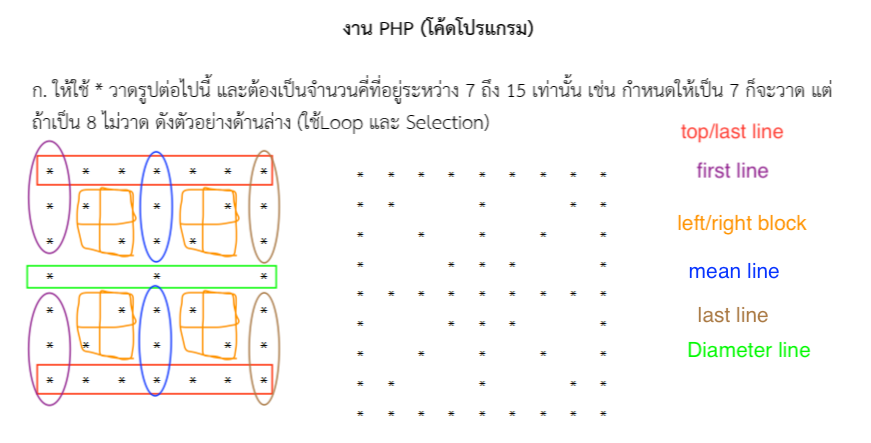 งาน PHP (โค้ดโปรแกรม)
ก. ให้ใช้ * วาดรูปต่อไปนี้ และต้องเป็นจำนวนคี่ที่อยู่ระหว่าง 7 ถึง 15 เท่านั้น เช่น กำหนดให้เป็น 7 ก็จะวาด แต่
ถ้าเป็น 8 ไม่วาด ดังตัวอย่างด้านล่าง (ใช้Loop และ Selection)
top/last line
first line
left/right block
mean line
last line
Diameter line
* * * * * * *
* * * * *
* * * * *
* * *
* * * * *
* * * * *
* * * * * * *
* * * * * * * * *
* * * * *
* * * * *
* * * * *
* * * * * * * * *
* * * * *
* * * * *
* * * * *
* * * * * * * * *